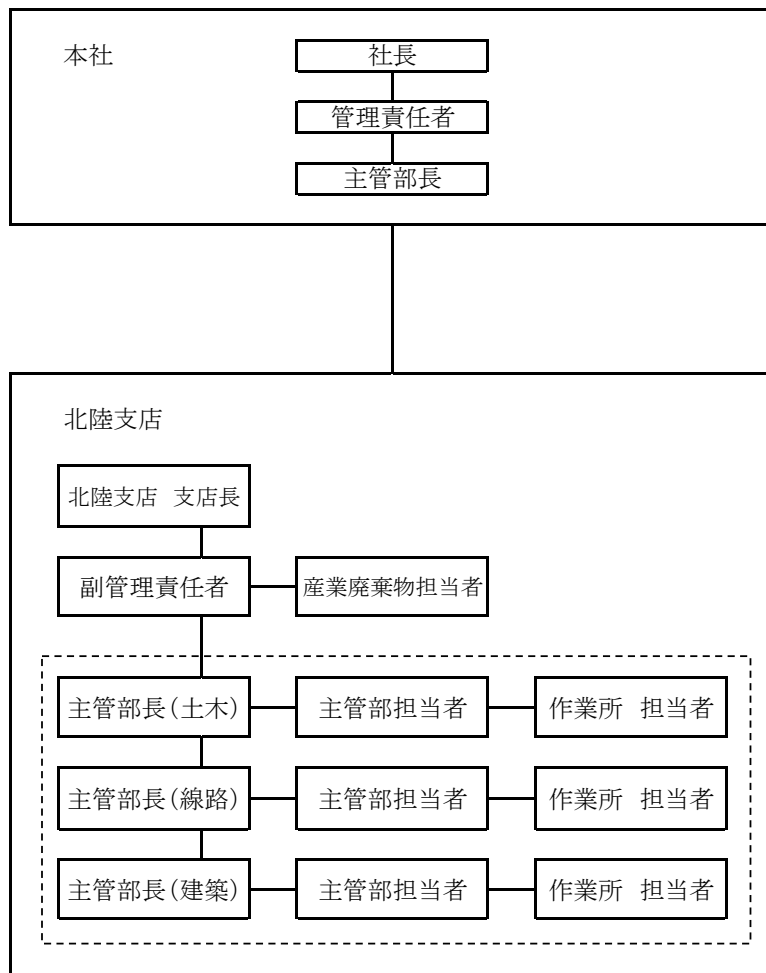 本社
社長
管理責任者
主管部長
北陸支店
北陸支店 支店長
副管理責任者
産業廃棄物担当者
主管部長(土木)
主管部担当者
作業所 担当者
主管部長(線路)
主管部担当者
作業所 担当者
主管部長(建築)
主管部担当者
作業所 担当者